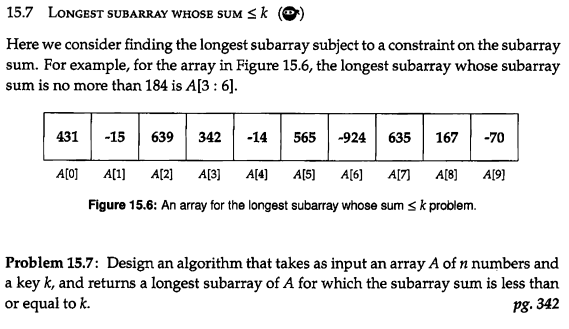 15.7 LONGEST SUBARRAY WHOSE SUM ≤ k ( )
Here we consider finding the longest subarray subject to a constraint on the subarray
sum. For example, for the array in Figure 15.6, the longest subarray whose subarray
sum is no more than 184 is A[3 : 6].
431 -15 639 342 -14 565 -924 635 167 -70
A[0] A[1] A[2] A[3] A[4] A[5] A[6] A[7] A[8] A[9]
Figure 15.6: An array for the longest subarray whose sum ≤ k problem.
Problem 15.7: Design an algorithm that takes as input an array A of n numbers and
a key k, and returns a longest subarray of A for which the subarray sum is less than
or equal to k. pg. 342